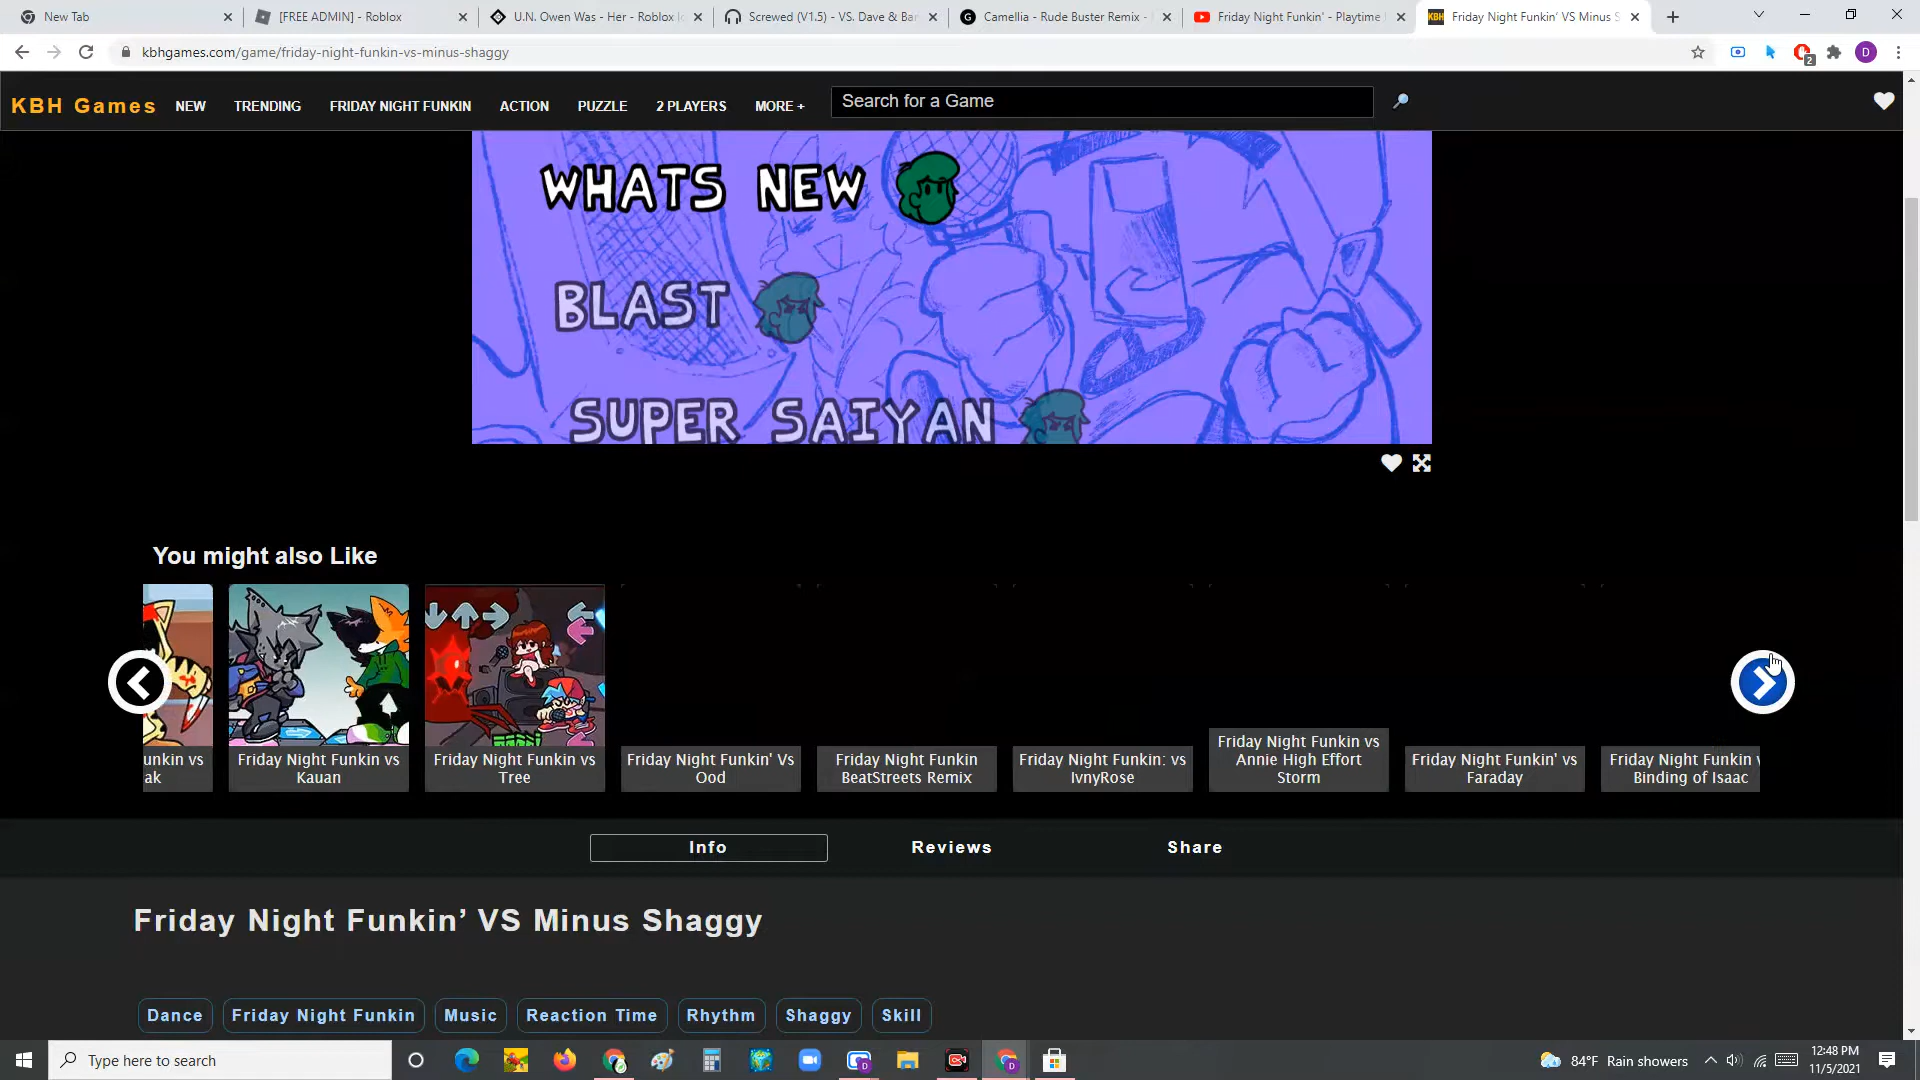 New Tab
[FREE ADMIN] - Roblox
U.N. Owen Was - Her - Roblox
Screwed (V1.5) - VS. Dave & Ba
Camellia - Rude Buster Remix -
Friday Night Funkin' - Playtime
KBH
Friday Night Funkin' VS Minus S
kbhgames.com/game/friday-night-funkin-vs-minus-shaggy
2
D
KBH Games
NEW
TRENDING
FRIDAY NIGHT FUNKIN
ACTION
PUZZLE
2 PLAYERS
MORE +
Search for a Game
WHATS NEW
BLAST
SUPER SAIYAN
You might also Like
unkin vs
ak
Friday Night Funkin vs
Kauan
Friday Night Funkin vs
Tree
Friday Night Funkin' Vs
Ood
Friday Night Funkin
BeatStreets Remix
Friday Night Funkin: vs
IvnyRose
Friday Night Funkin vs
Annie High Effort
Storm
Friday Night Funkin' vs
Faraday
Friday Night Funkin
Binding of Isaac
Info
Reviews
Share
Friday Night Funkin’ VS Minus Shaggy
Dance
Friday Night Funkin
Music
Reaction Time
Rhythm
Shaggy
Skill
Type here to search
84°F Rain showers
12:48 PM
11/5/2021